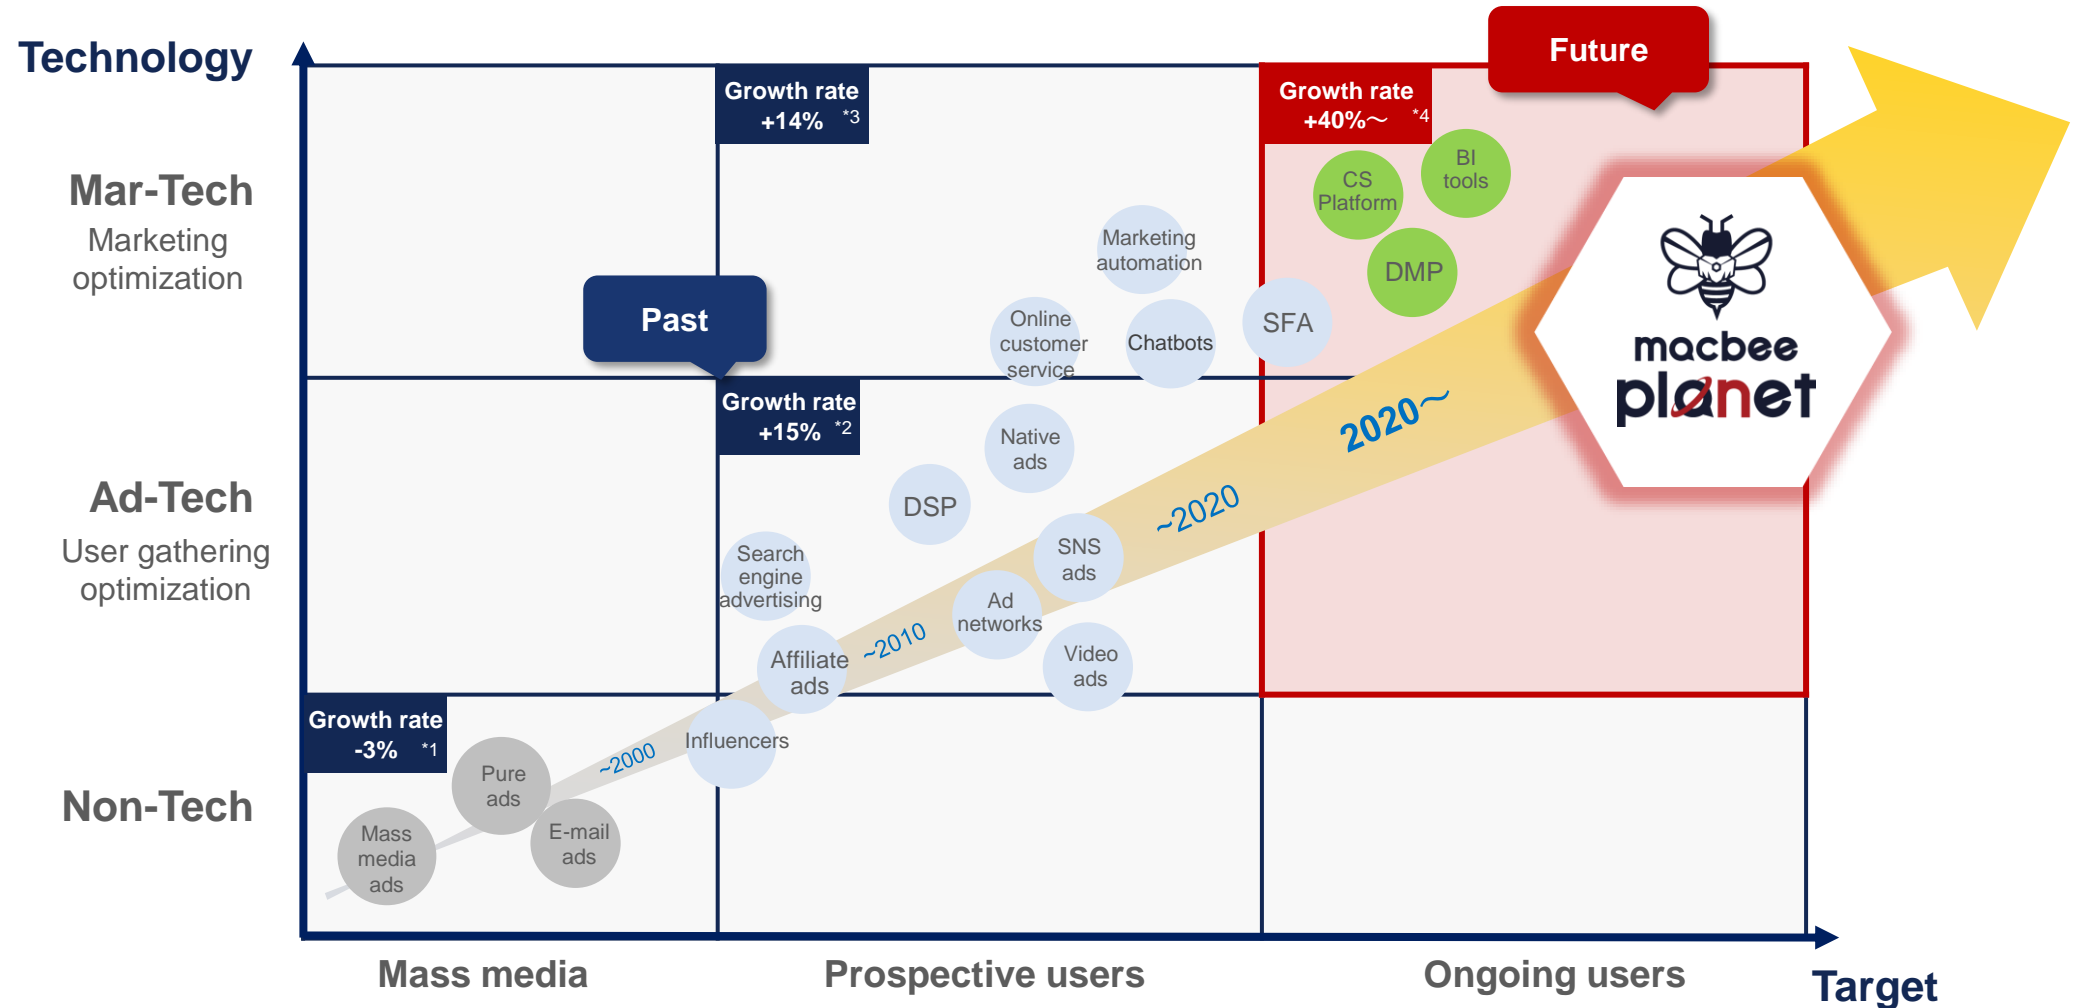 Technology
Future
Growth rate
+14% *3
Growth rate
+40%～ *4
Mar-Tech
Marketing
optimization
BI
tools
CS
Platform
DMP
Marketing
automation
Past
Online
customer
service
Chatbots
SFA
macbee
planet
Growth rate
+15% *2
2020～
Native
ads
DSP
~2020
Ad-Tech
User gathering
optimization
Search
engine
advertising
SNS
ads
Ad
networks
~2010
Affiliate
ads
Video
ads
Growth rate
-3% *1
Influencers
~2000
Pure
ads
Non-Tech
Mass
media
ads
E-mail
ads
Mass media
Prospective users
Ongoing users
Target